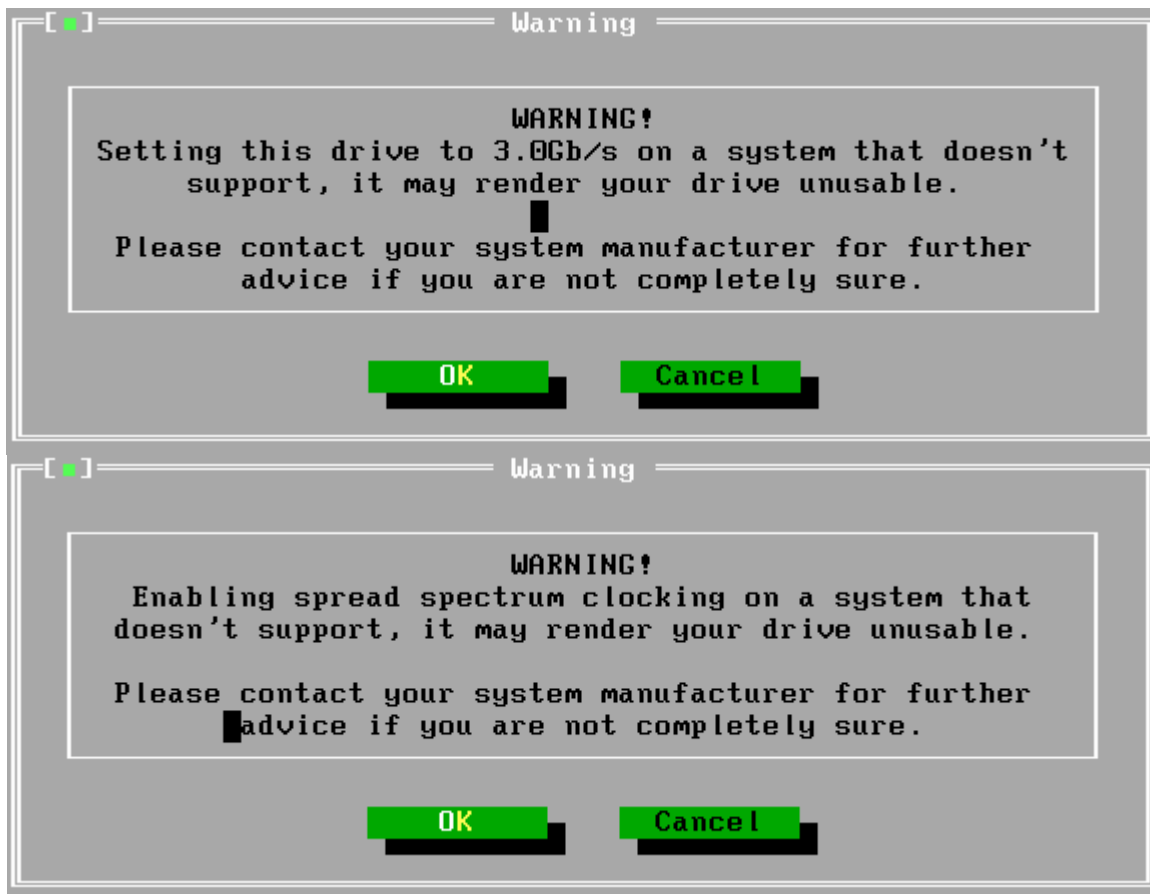 [■] Warning
WARNING!
Setting this drive to 3.0Gb/s on a system that doesn't
support, it may render your drive unusable.
Please contact your system manufacturer for further
advice if you are not completely sure.
OK Cancel
[■] Warning
WARNING!
Enabling spread spectrum clocking on a system that
doesn't support, it may render your drive unusable.
Please contact your system manufacturer for further
advice if you are not completely sure.
OK Cancel